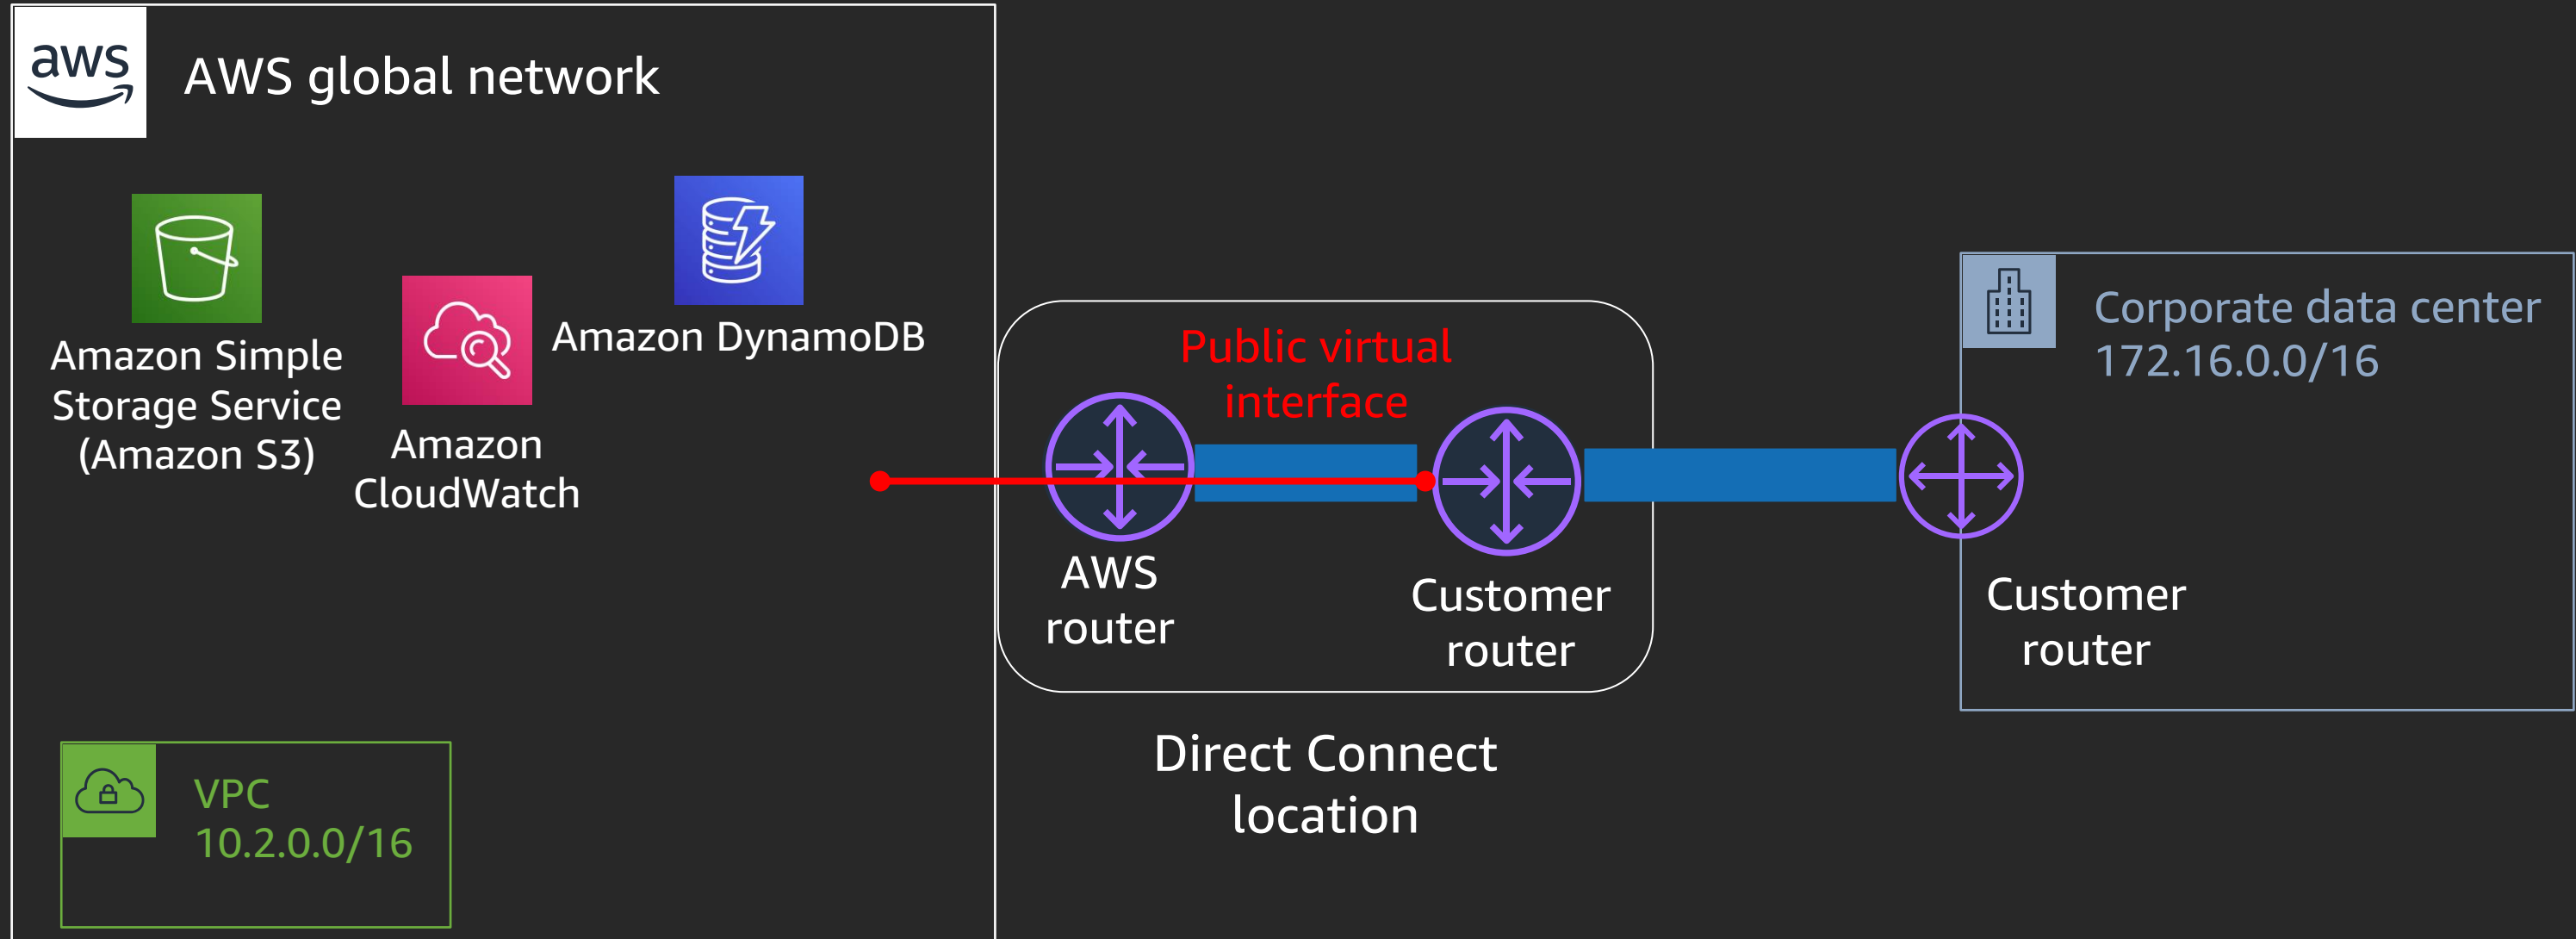 aws
AWS global network
Amazon Simple
Storage Service
(Amazon S3)
Amazon
CloudWatch
Amazon DynamoDB
VPC
10.2.0.0/16
Public virtual
interface
AWS
router
Customer
router
Direct Connect
location
Corporate data center
172.16.0.0/16
Customer
router